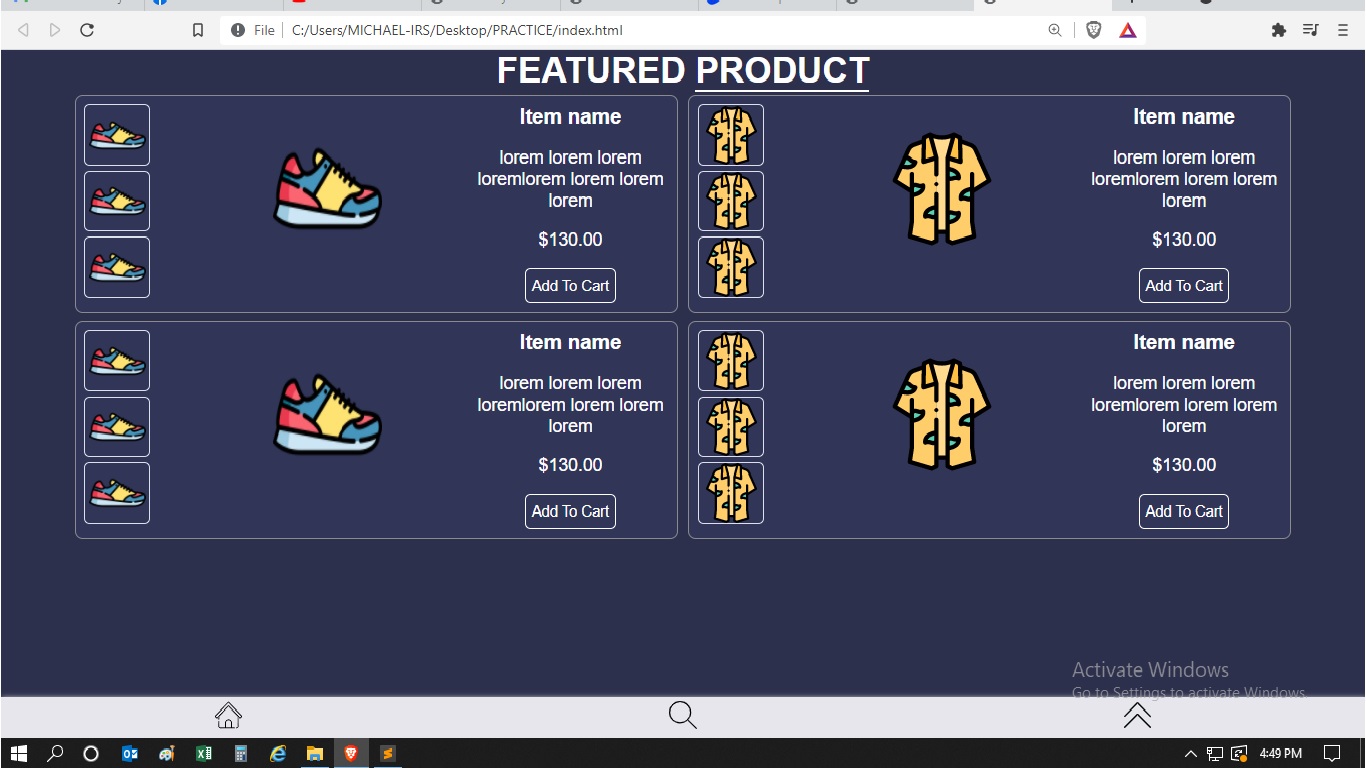 File C:/Users/MICHAEL-IRS/Desktop/PRACTICE/index.html
FEATURED PRODUCT
Item name
lorem lorem lorem
loremlorem lorem lorem
lorem
$130.00
Add To Cart
Item name
lorem lorem lorem
loremlorem lorem lorem
lorem
$130.00
Add To Cart
Item name
lorem lorem lorem
loremlorem lorem lorem
lorem
$130.00
Add To Cart
Item name
lorem lorem lorem
loremlorem lorem lorem
lorem
$130.00
Add To Cart
Activate Windows
Go to Settings to activate Windows.
4:49 PM